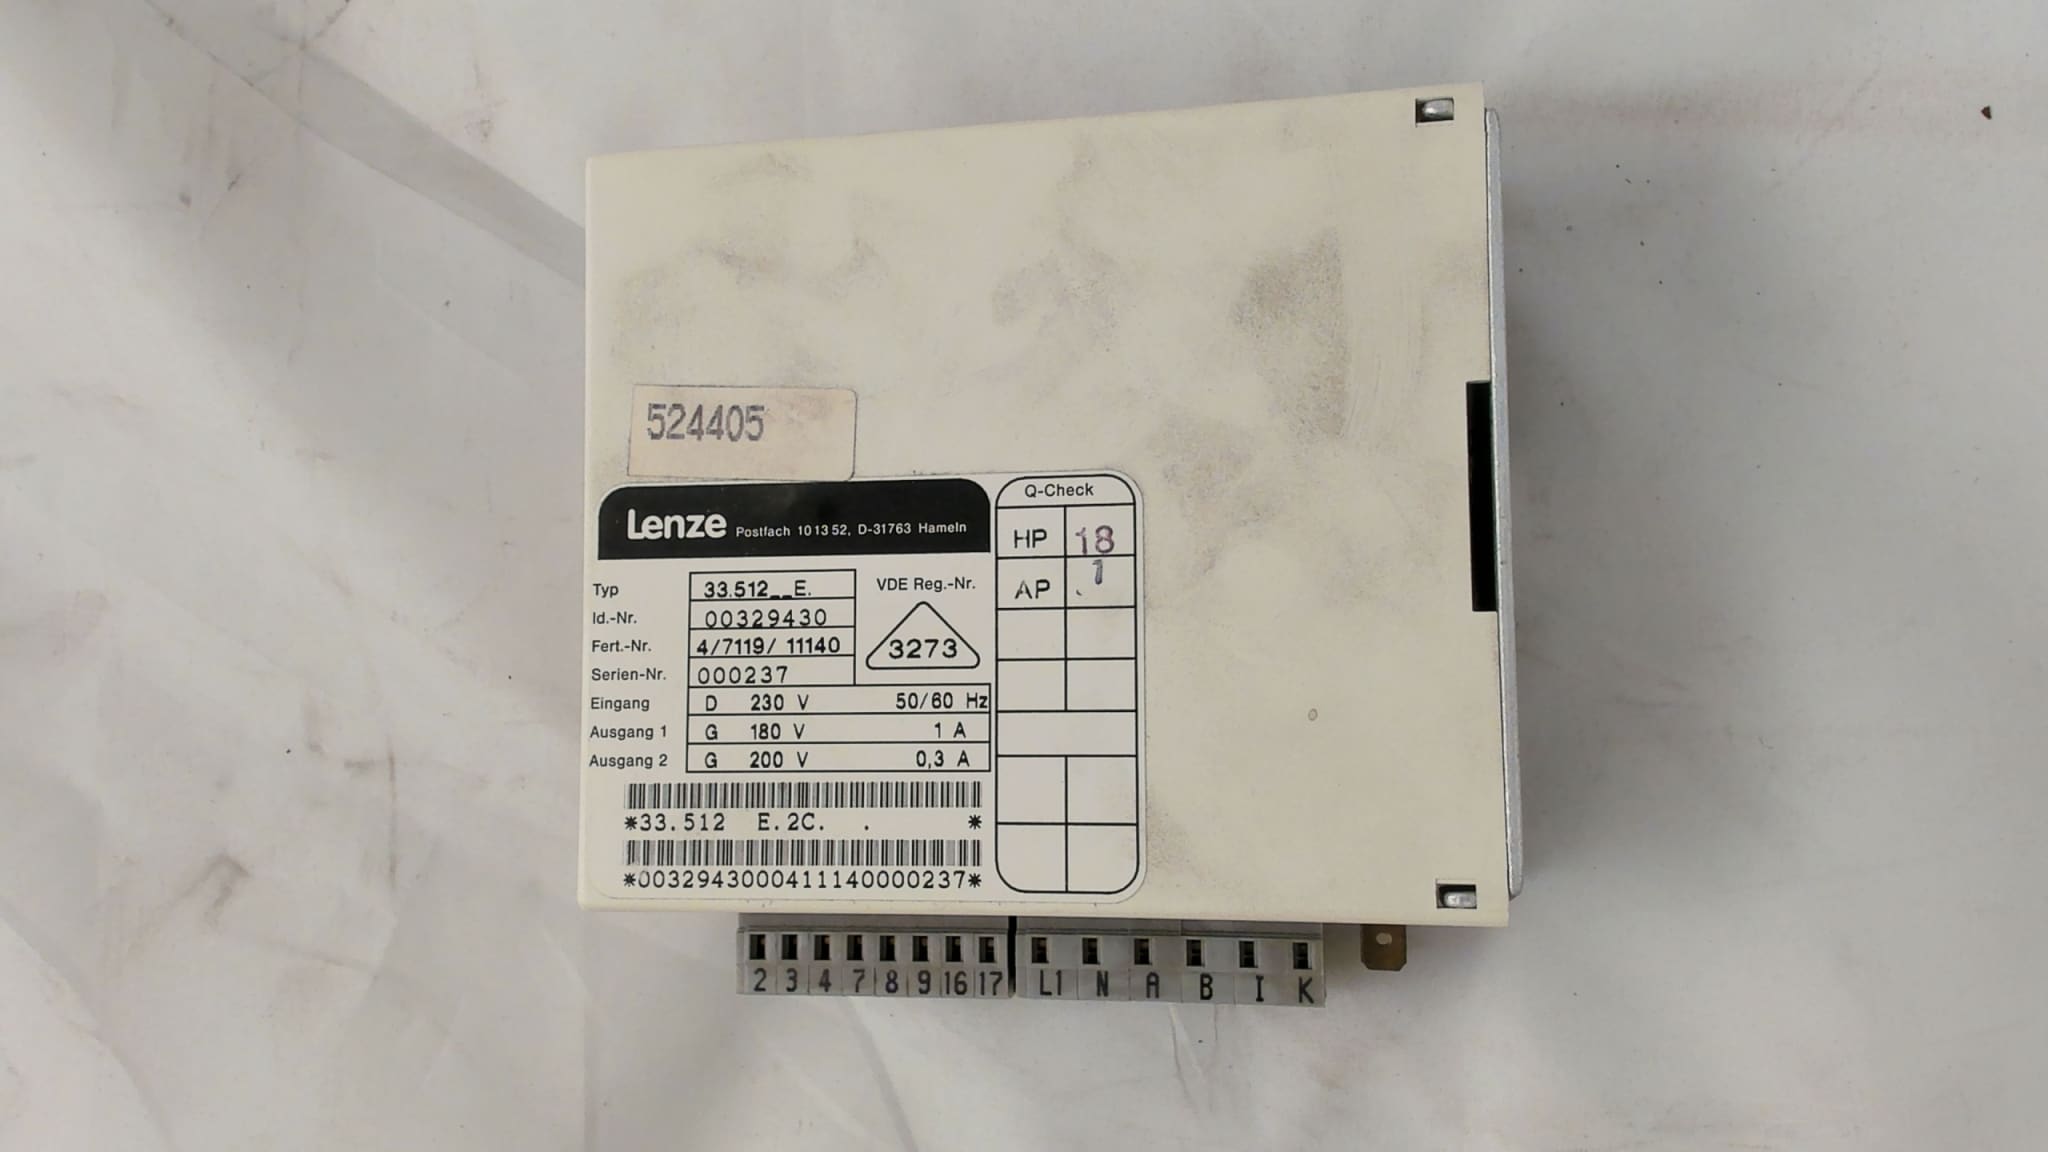 524405
Lenze Postfach 10 13 52, D-31763 Hameln
Typ 33.512__E.
Id.-Nr. 00329430
Fert.-Nr. 4/7119/ 11140
Serien-Nr. 000237
VDE Reg.-Nr.
3273
Eingang D 230 V 50/60 Hz
Ausgang 1 G 180 V 1 A
Ausgang 2 G 200 V 0,3 A
*33.512 E.2C. . *
*0032943000411140000237*
Q-Check
HP 18
AP 1
2 3 4 7 8 9 16 17 L1 N A B I K